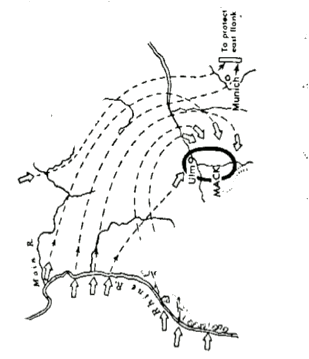 To protect
east flank
Munich
Ulm
MACK
Main R.
Rhine R.